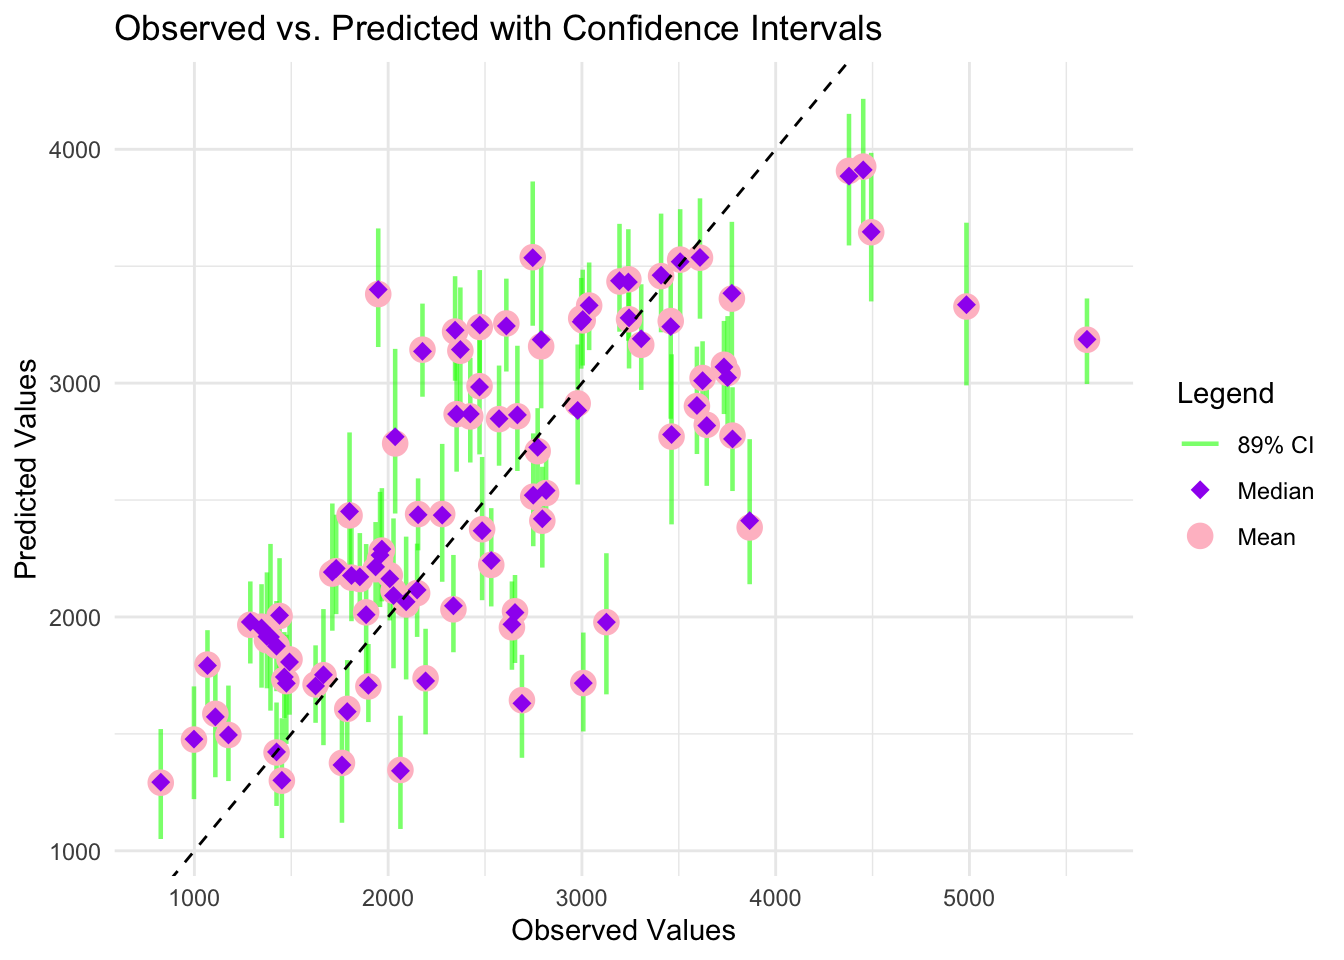 Observed vs. Predicted with Confidence Intervals
Predicted Values
4000
3000
2000
1000
1000
2000
3000
4000
5000
Observed Values
Legend
89% CI
Median
Mean